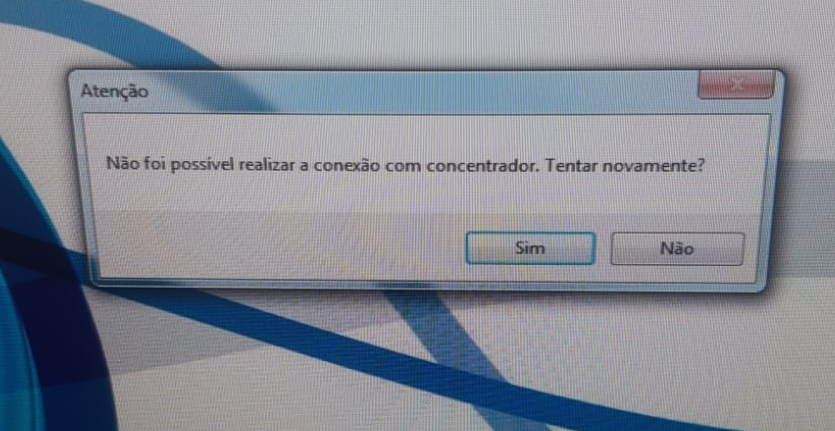 Atenção
Não foi possível realizar a conexão com concentrador. Tentar novamente?
Sim
Não